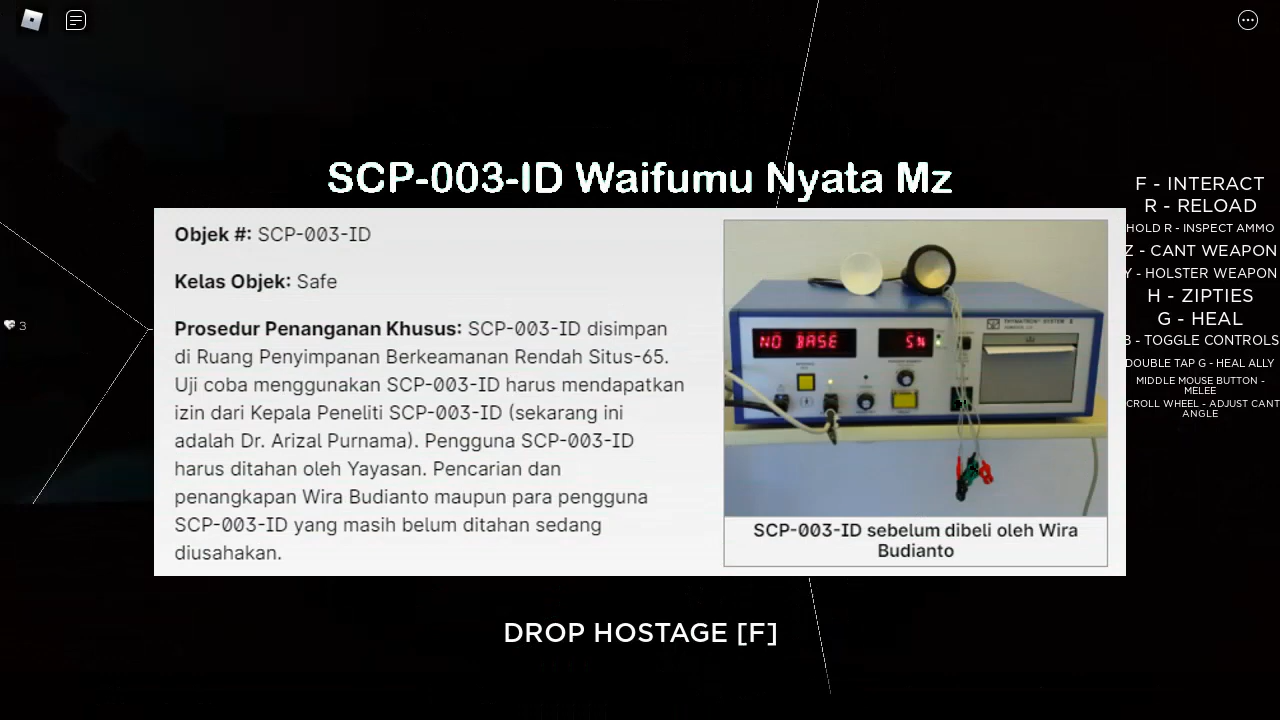 SCP-003-ID Waifumu Nyata Mz
Objek #: SCP-003-ID
Kelas Objek: Safe
Prosedur Penanganan Khusus: SCP-003-ID disimpan
di Ruang Penyimpanan Berkeamanan Rendah Situs-65.
Uji coba menggunakan SCP-003-ID harus mendapatkan
izin dari Kepala Peneliti SCP-003-ID (sekarang ini
adalah Dr. Arizal Purnama). Pengguna SCP-003-ID
harus ditahan oleh Yayasan. Pencarian dan
penangkapan Wira Budianto maupun para pengguna
SCP-003-ID yang masih belum ditahan sedang
diusahakan.
NO BASE
5%
THYMATRON SYSTEM
SCP-003-ID sebelum dibeli oleh Wira
Budianto
F - INTERACT
R - RELOAD
HOLD R - INSPECT AMMO
Z - CANT WEAPON
Y - HOLSTER WEAPON
H - ZIPTIES
G - HEAL
B - TOGGLE CONTROLS
DOUBLE TAP G - HEAL ALLY
MIDDLE MOUSE BUTTON -
MELEE
CROLL WHEEL - ADJUST CANT
ANGLE
3
DROP HOSTAGE [F]